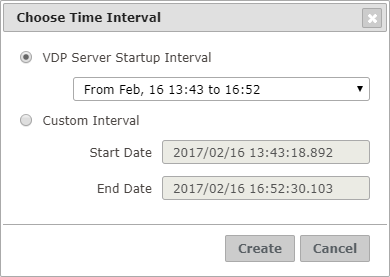 Choose Time Interval
VDP Server Startup Interval
From Feb, 16 13:43 to 16:52
Custom Interval
Start Date 2017/02/16 13:43:18.892
End Date 2017/02/16 16:52:30.103
Create Cancel